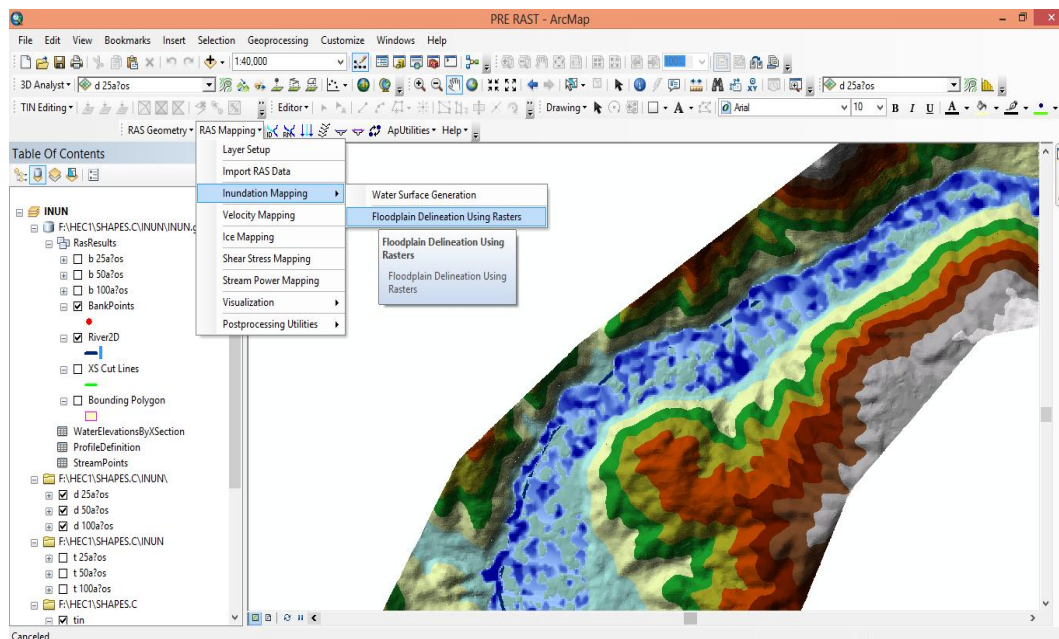 PRE RAST - ArcMap
File Edit View Bookmarks Insert Selection Geoprocessing Customize Windows Help
1:40,000
100%
3D Analyst d 25a?os d 25a?os
TIN Editing Editor Drawing A Arial 10 B I U A
RAS Geometry RAS Mapping ApUtilities Help
Table Of Contents
INUN
F:\HEC1\SHAPES.C\INUN\INUN.g
RasResults
b 25a?os
b 50a?os
b 100a?os
BankPoints
River2D
XS Cut Lines
Bounding Polygon
WaterElevationsByXSection
ProfileDefinition
StreamPoints
F:\HEC1\SHAPES.C\INUN\
d 25a?os
d 50a?os
d 100a?os
F:\HEC1\SHAPES.C\INUN
t 25a?os
t 50a?os
t 100a?os
F:\HEC1\SHAPES.C
tin
Layer Setup
Import RAS Data
Inundation Mapping
Velocity Mapping
Ice Mapping
Shear Stress Mapping
Stream Power Mapping
Visualization
Postprocessing Utilities
Water Surface Generation
Floodplain Delineation Using Rasters
Floodplain Delineation Using
Rasters
Floodplain Delineation Using
Rasters
Canceled